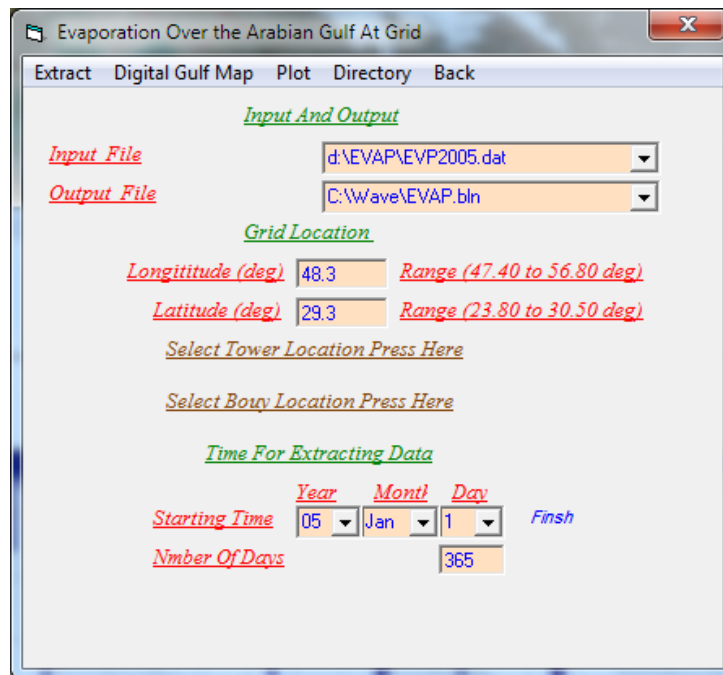 Evaporation Over the Arabian Gulf At Grid
Extract Digital Gulf Map Plot Directory Back
Input And Output
Input File d:\EVAP\EVP2005.dat
Output File C:\Wave\EVAP.bln
Grid Location
Longititude (deg) 48.3 Range (47.40 to 56.80 deg)
Latitude (deg) 29.3 Range (23.80 to 30.50 deg)
Select Tower Location Press Here
Select Bouy Location Press Here
Time For Extracting Data
Year Month Day
Starting Time 05 Jan 1 Finsh
Nmber Of Days 365